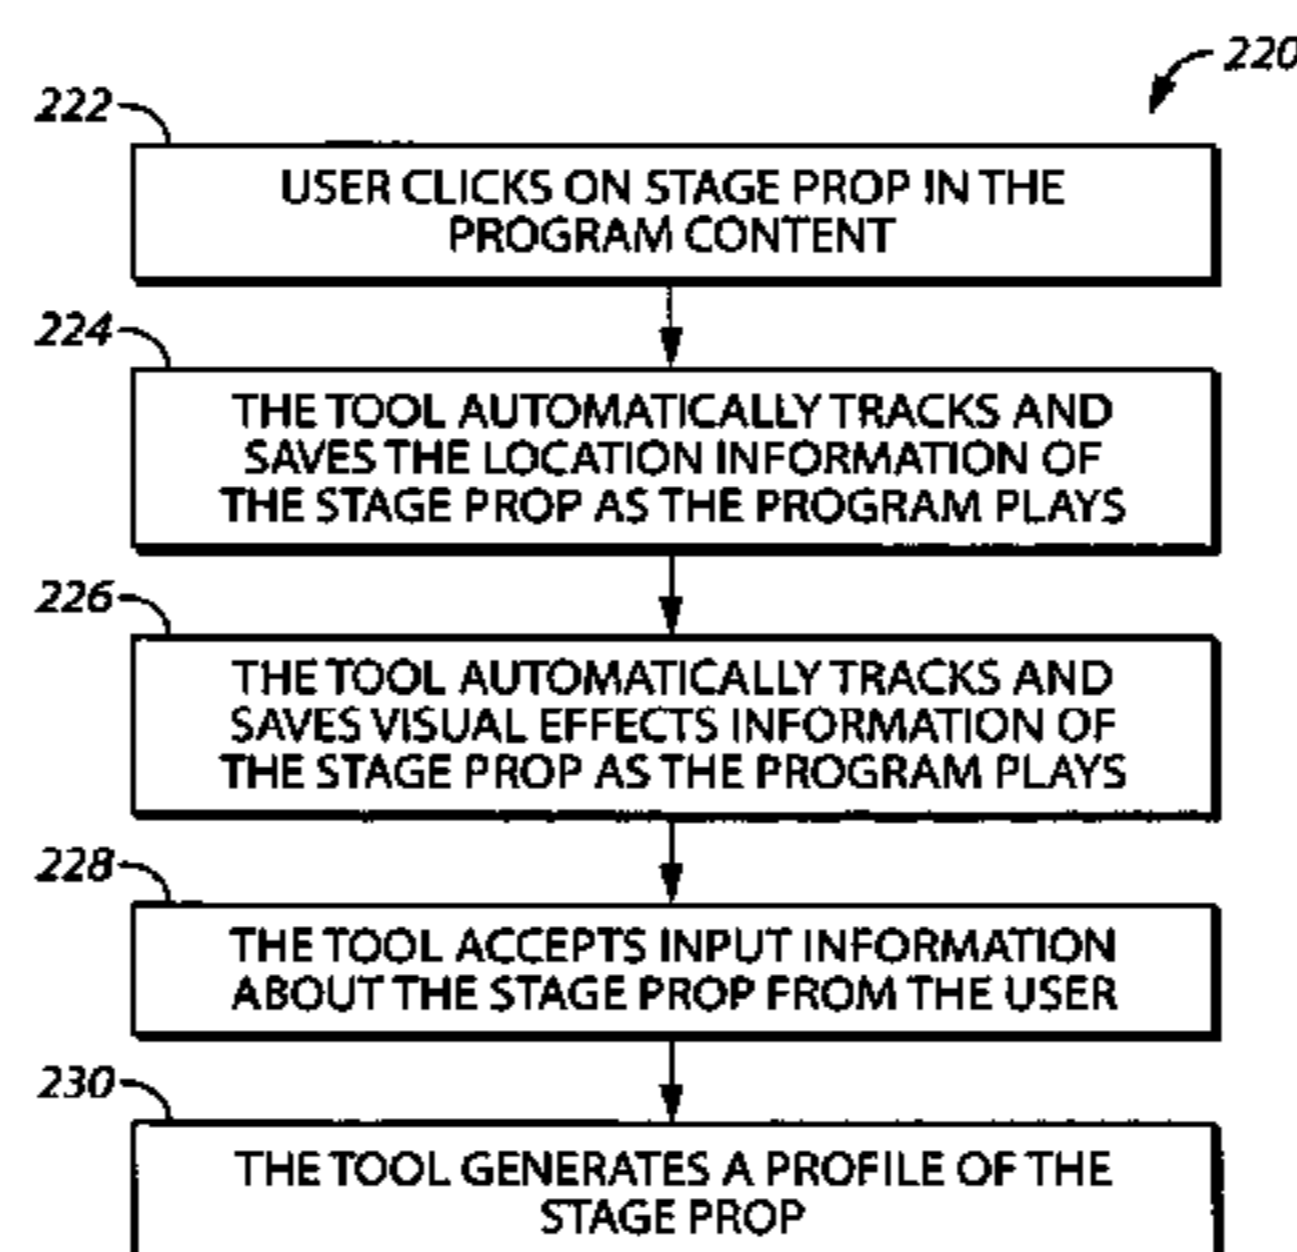 220
222
USER CLICKS ON STAGE PROP IN THE
PROGRAM CONTENT
224
THE TOOL AUTOMATICALLY TRACKS AND
SAVES THE LOCATION INFORMATION OF
THE STAGE PROP AS THE PROGRAM PLAYS
226
THE TOOL AUTOMATICALLY TRACKS AND
SAVES VISUAL EFFECTS INFORMATION OF
THE STAGE PROP AS THE PROGRAM PLAYS
228
THE TOOL ACCEPTS INPUT INFORMATION
ABOUT THE STAGE PROP FROM THE USER
230
THE TOOL GENERATES A PROFILE OF THE
STAGE PROP